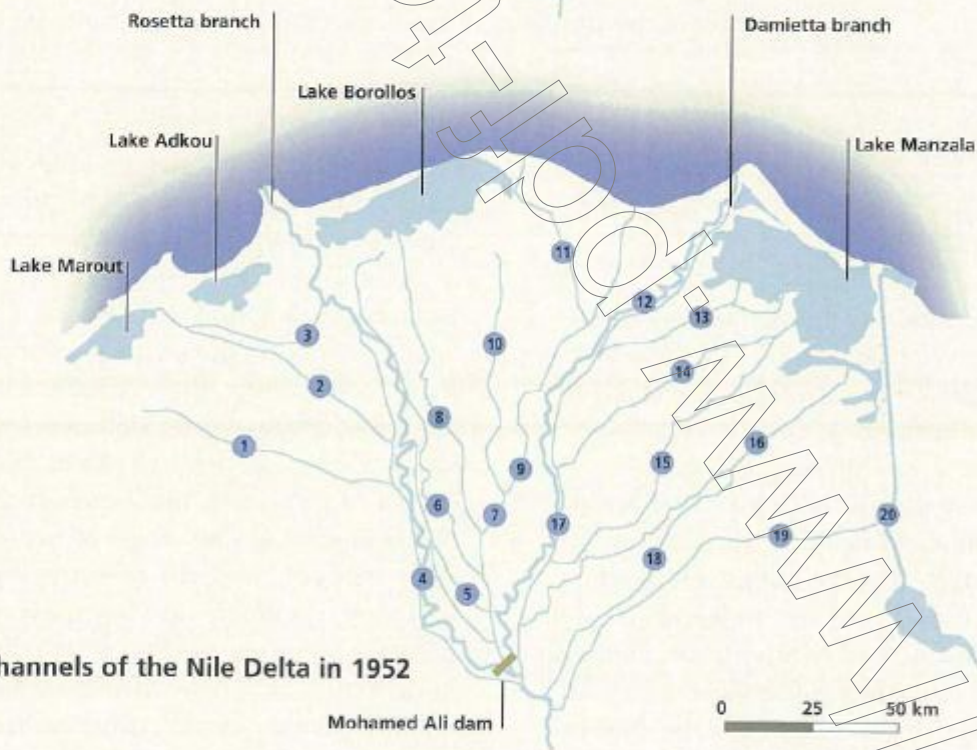 Rosetta branch
Damietta branch
Lake Borollos
Lake Adkou
Lake Manzala
Lake Marout
11
12
13
3
10
14
2
8
16
1
15
9
6
7
17
20
19
18
4
5
hannels of the Nile Delta in 1952
Mohamed Ali dam
0 25 50 km